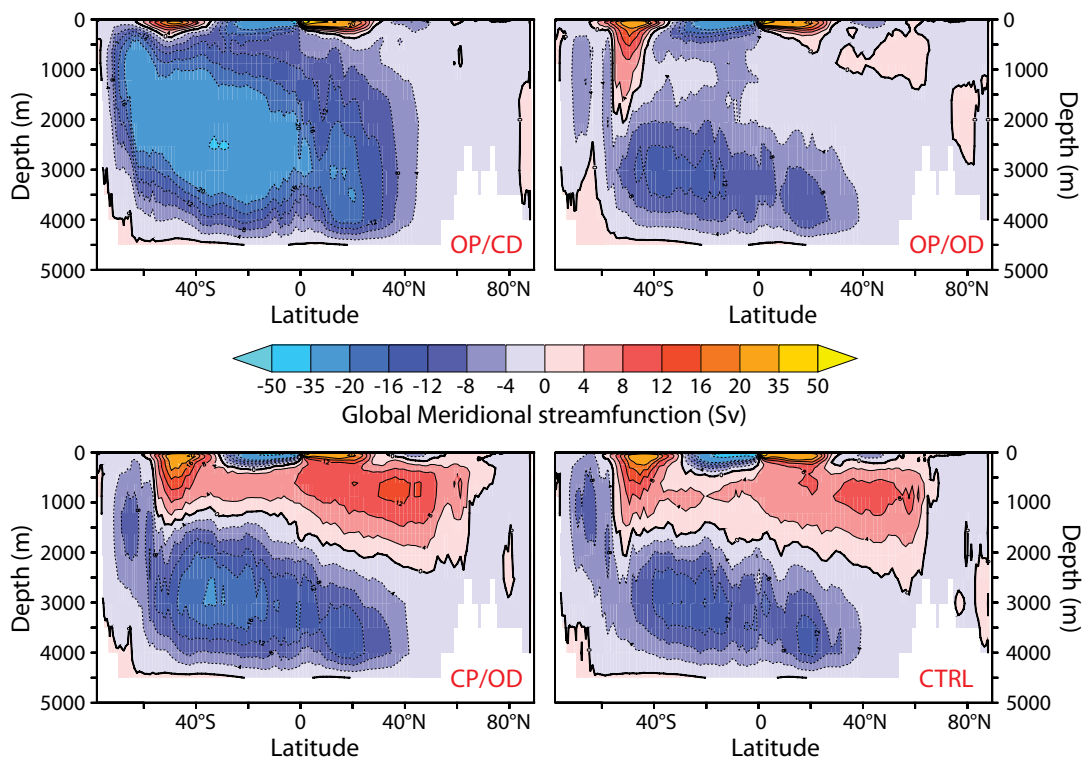 0
1000
2000
3000
4000
5000
Depth (m)
OP/CD
40°S
0
40°N
80°N
Latitude
0
1000
2000
3000
4000
5000
Depth (m)
OP/OD
40°S
0
40°N
80°N
Latitude
-50 -35 -20 -16 -12 -8 -4 0 4 8 12 16 20 35 50
Global Meridional streamfunction (Sv)
0
1000
2000
3000
4000
5000
Depth (m)
CP/OD
40°S
0
40°N
80°N
Latitude
0
1000
2000
3000
4000
5000
Depth (m)
CTRL
40°S
0
40°N
80°N
Latitude